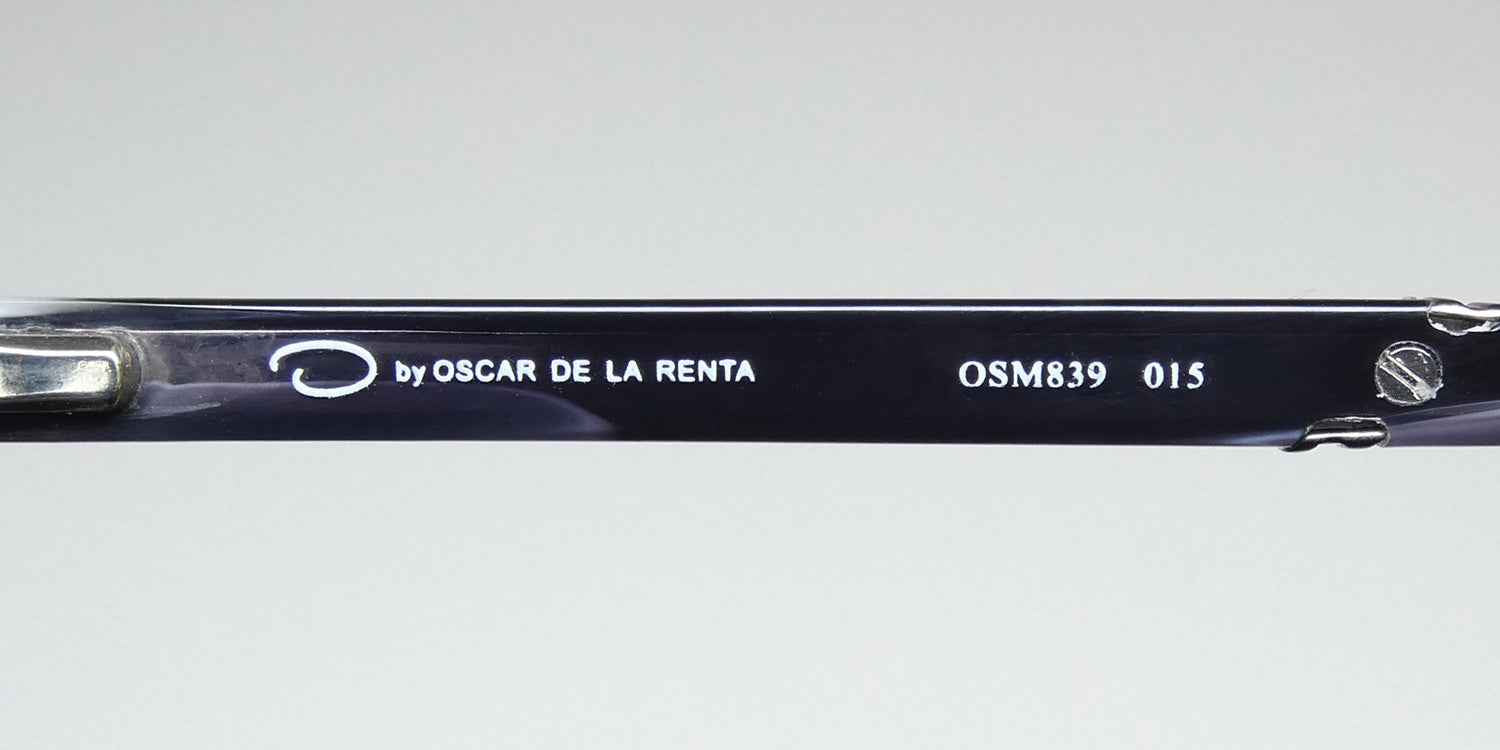 O by OSCAR DE LA RENTA OSM839 015